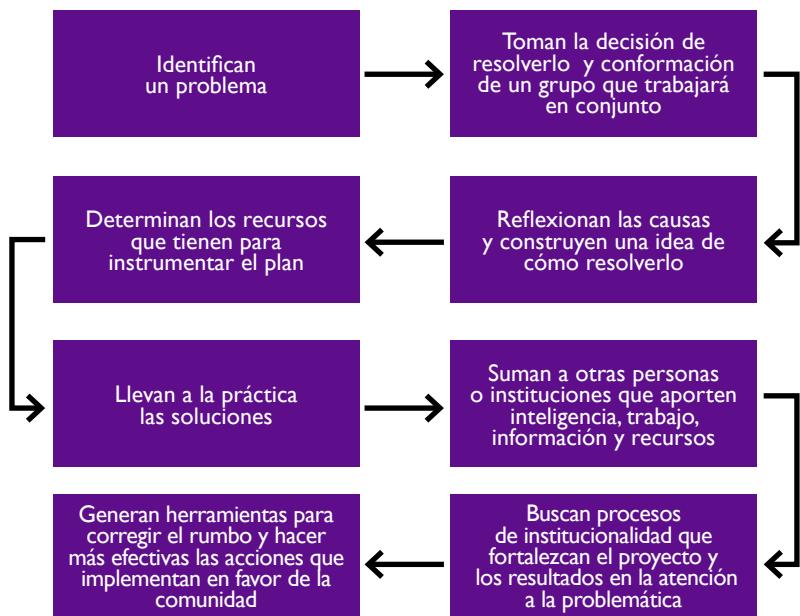 Identifican
un problema
Toman la decisión de
resolverlo y conformación
de un grupo que trabajará
en conjunto
Reflexionan las causas
y construyen una idea de
cómo resolverlo
Determinan los recursos
que tienen para
instrumentar el plan
Llevan a la práctica
las soluciones
Suman a otras personas
o instituciones que aporten
inteligencia, trabajo,
información y recursos
Buscan procesos
de institucionalidad que
fortalezcan el proyecto y
los resultados en la atención
a la problemática
Generan herramientas para
corregir el rumbo y hacer
más efectivas las acciones que
implementan en favor de la
comunidad